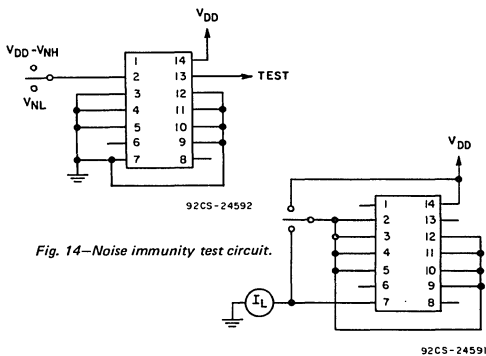 VDD
VDD-VNH
VNL
1 14
2 13
3 12
4 11
5 10
6 9
7 8
TEST
92CS-24592
Fig. 14—Noise immunity test circuit.
VDD
1 14
2 13
3 12
4 11
5 10
6 9
7 8
IL
92CS-24591